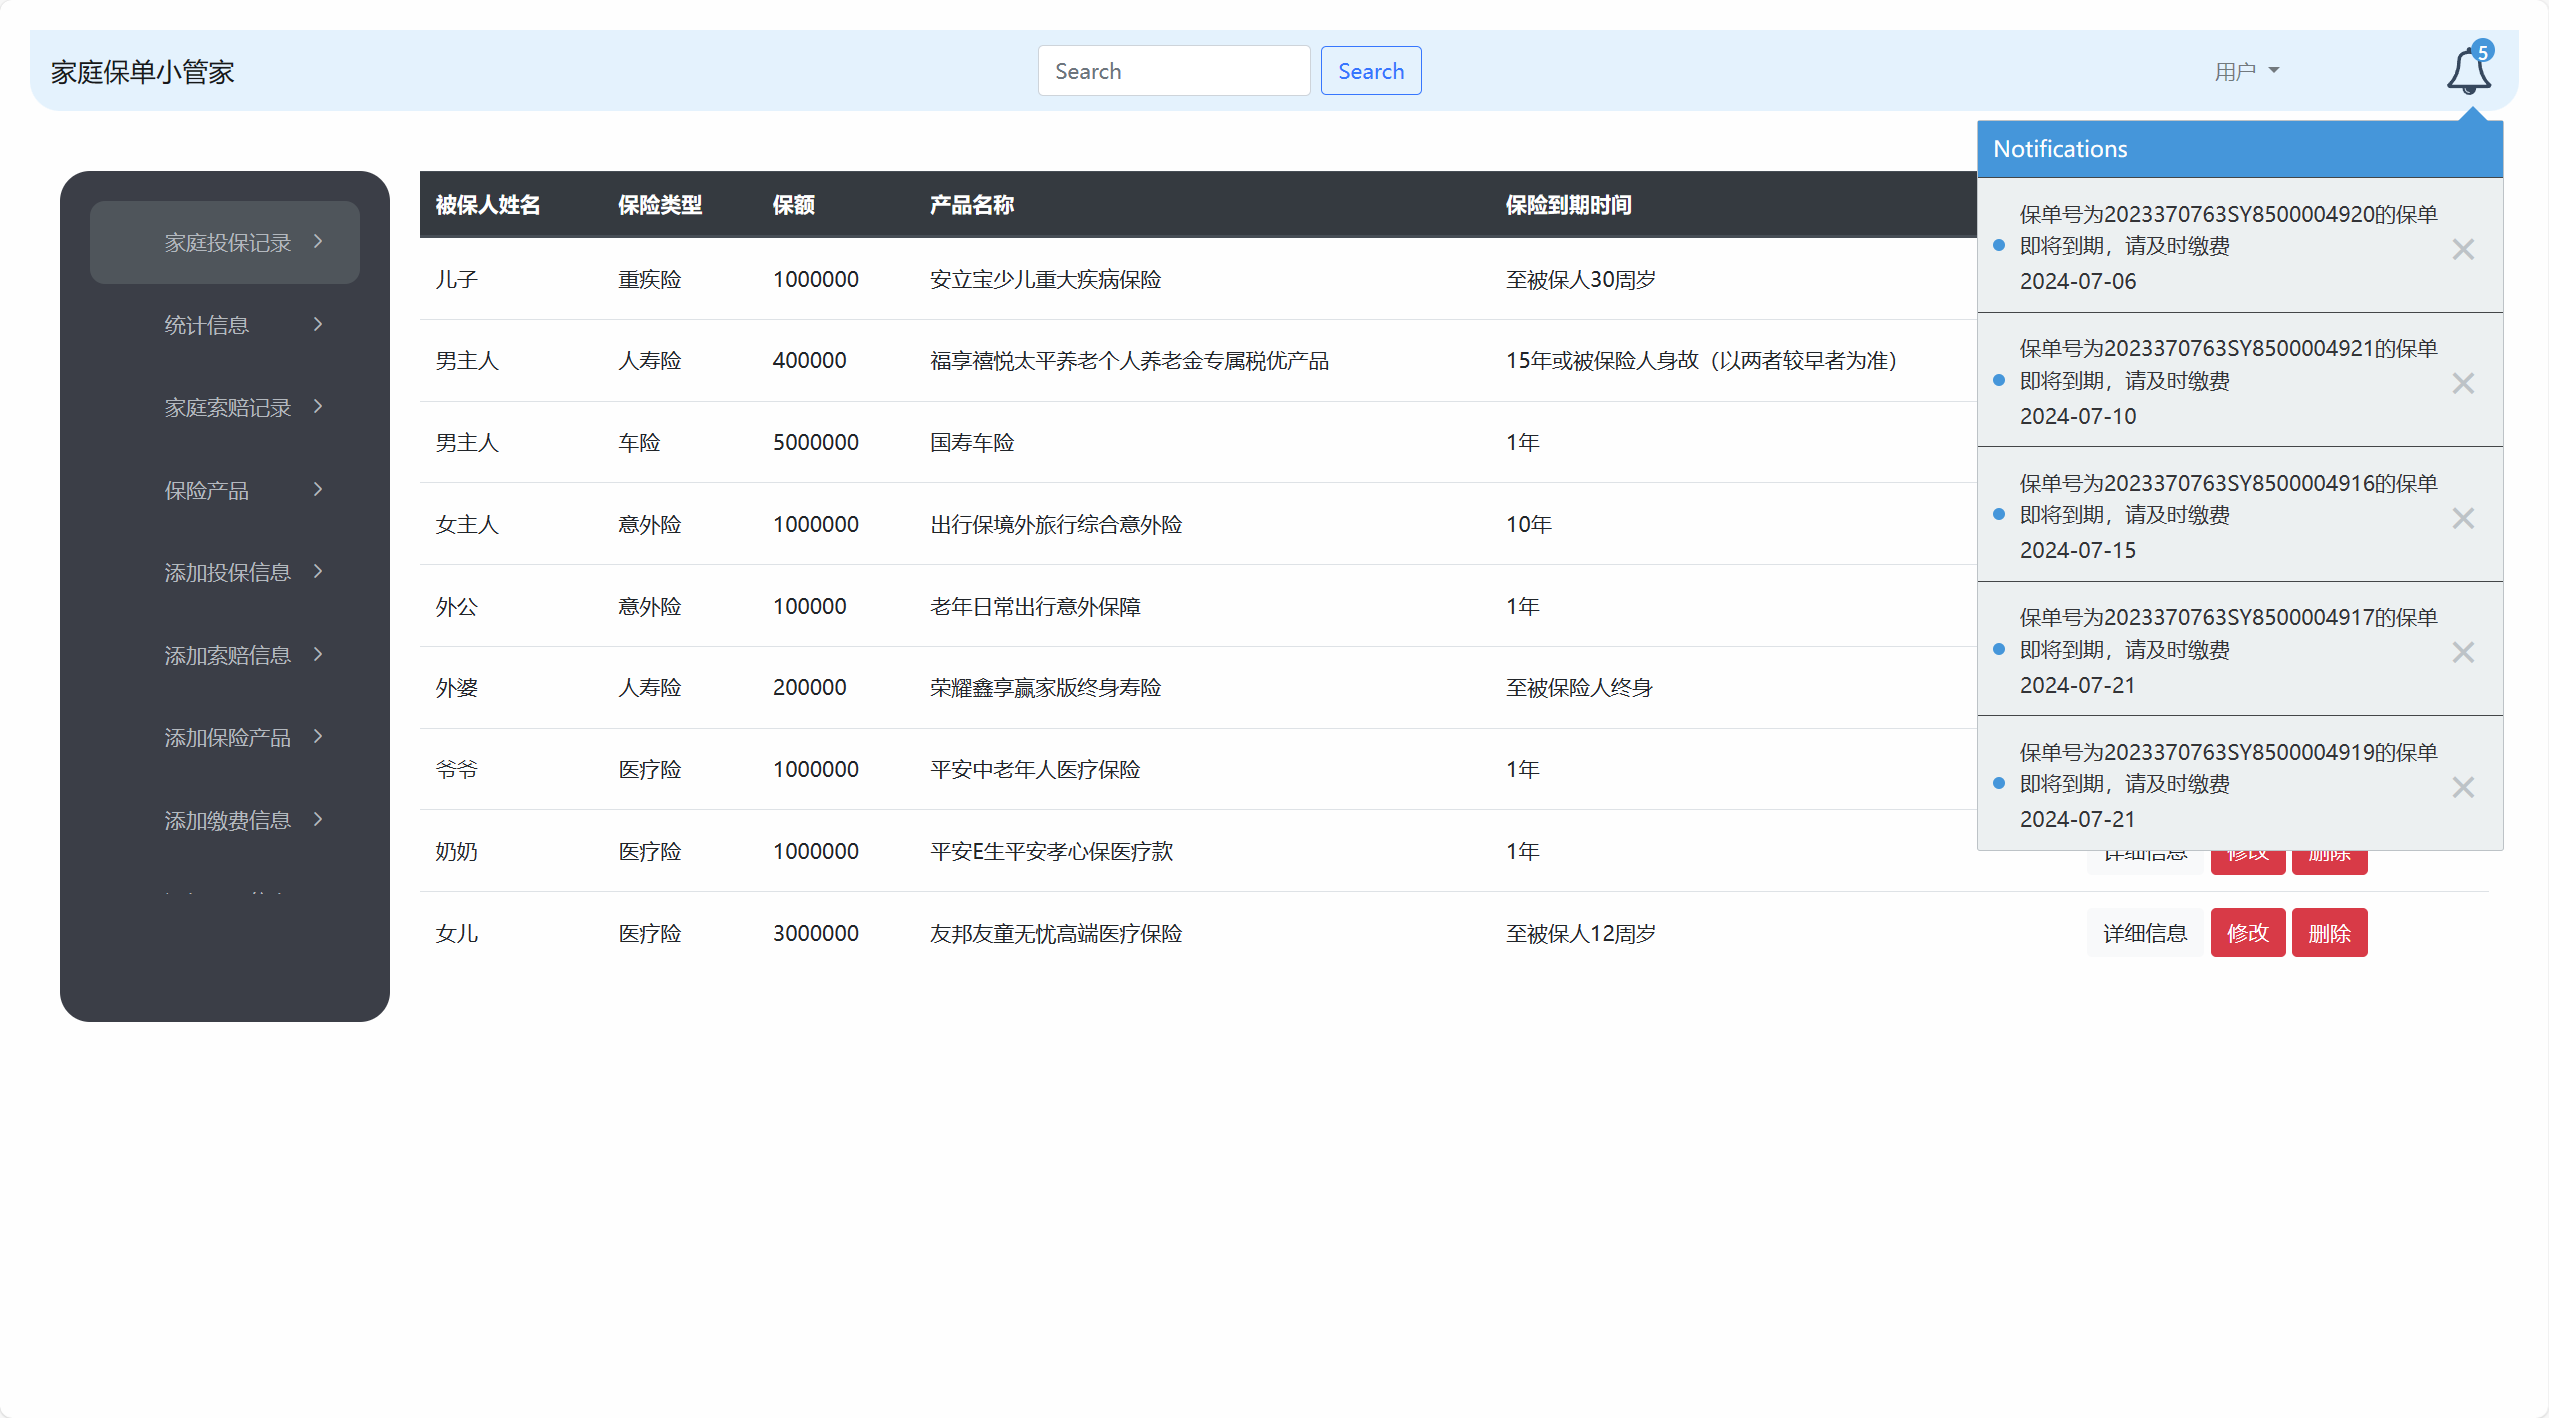 家庭保单小管家
Search
Search
用户
5
家庭投保记录
统计信息
家庭索赔记录
保险产品
添加投保信息
添加索赔信息
添加保险产品
添加缴费信息
被保人姓名 保险类型 保额 产品名称 保险到期时间
儿子 重疾险 1000000 安立宝少儿重大疾病保险 至被保人30周岁
男主人 人寿险 400000 福享禧悦太平养老个人养老金专属税优产品 15年或被保险人身故（以两者较早者为准）
男主人 车险 5000000 国寿车险 1年
女主人 意外险 1000000 出行保境外旅行综合意外险 10年
外公 意外险 100000 老年日常出行意外保障 1年
外婆 人寿险 200000 荣耀鑫享赢家版终身寿险 至被保险人终身
爷爷 医疗险 1000000 平安中老年人医疗保险 1年
奶奶 医疗险 1000000 平安E生平安孝心保医疗款 1年 详细信息 修改 删除
女儿 医疗险 3000000 友邦友童无忧高端医疗保险 至被保人12周岁 详细信息 修改 删除
Notifications
保单号为2023370763SY8500004920的保单
即将到期，请及时缴费
2024-07-06
保单号为2023370763SY8500004921的保单
即将到期，请及时缴费
2024-07-10
保单号为2023370763SY8500004916的保单
即将到期，请及时缴费
2024-07-15
保单号为2023370763SY8500004917的保单
即将到期，请及时缴费
2024-07-21
保单号为2023370763SY8500004919的保单
即将到期，请及时缴费
2024-07-21